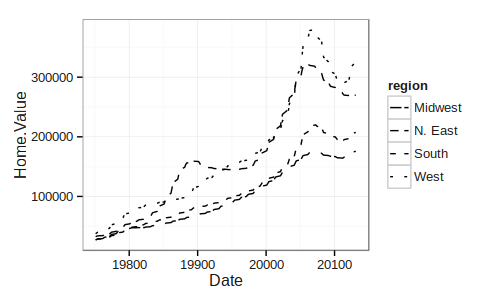 Home.Value
300000
200000
100000
19800
19900
20000
20100
Date
region
Midwest
N. East
South
West